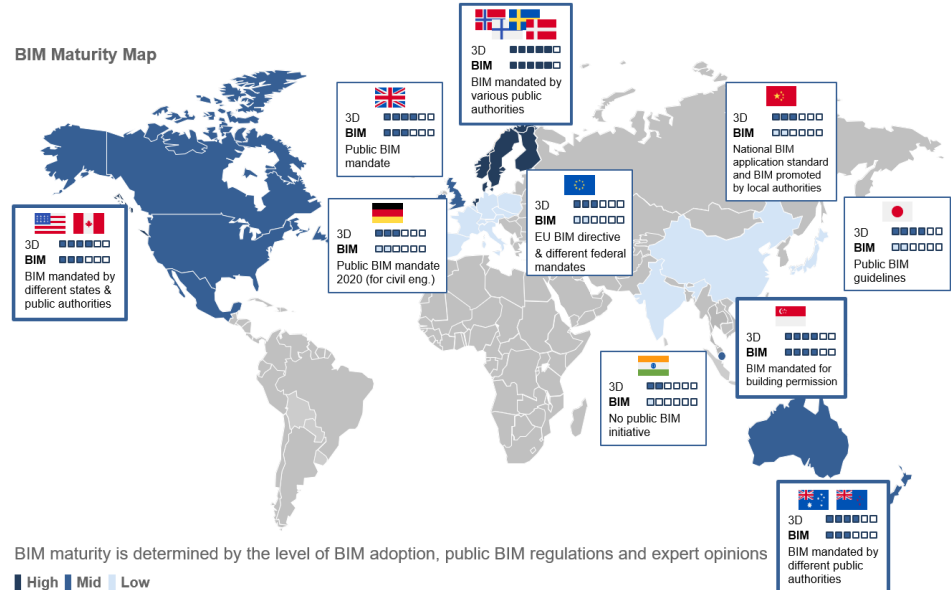 BIM Maturity Map
3D
BIM
BIM mandated by
various public
authorities
3D
BIM
Public BIM
mandate
3D
BIM
National BIM
application standard
and BIM promoted
by local authorities
3D
BIM
BIM mandated by
different states &
public authorities
3D
BIM
Public BIM mandate
2020 (for civil eng.)
3D
BIM
EU BIM directive
& different federal
mandates
3D
BIM
Public BIM
guidelines
3D
BIM
No public BIM
initiative
3D
BIM
BIM mandated for
building permission
3D
BIM
BIM mandated by
different public
authorities
BIM maturity is determined by the level of BIM adoption, public BIM regulations and expert opinions
High Mid Low